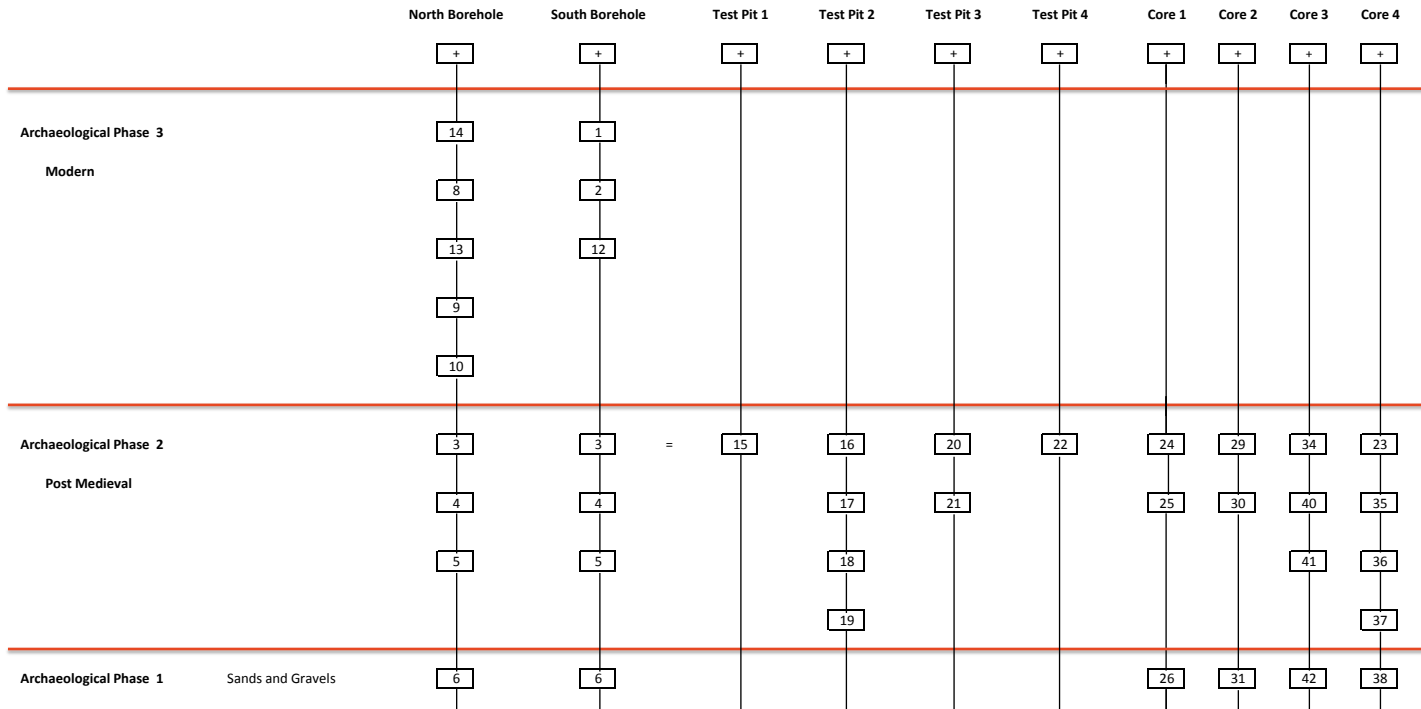 North Borehole South Borehole Test Pit 1 Test Pit 2 Test Pit 3 Test Pit 4 Core 1 Core 2 Core 3 Core 4
+ + + + + + + + + +
Archaeological Phase 3 14 1
Modern
8 2
13 12
9
10
Archaeological Phase 2 3 3 = 15 16 20 22 24 29 34 23
Post Medieval
4 4 17 21 25 30 40 35
5 5 18 41 36
19 37
Archaeological Phase 1 Sands and Gravels 6 6 26 31 42 38